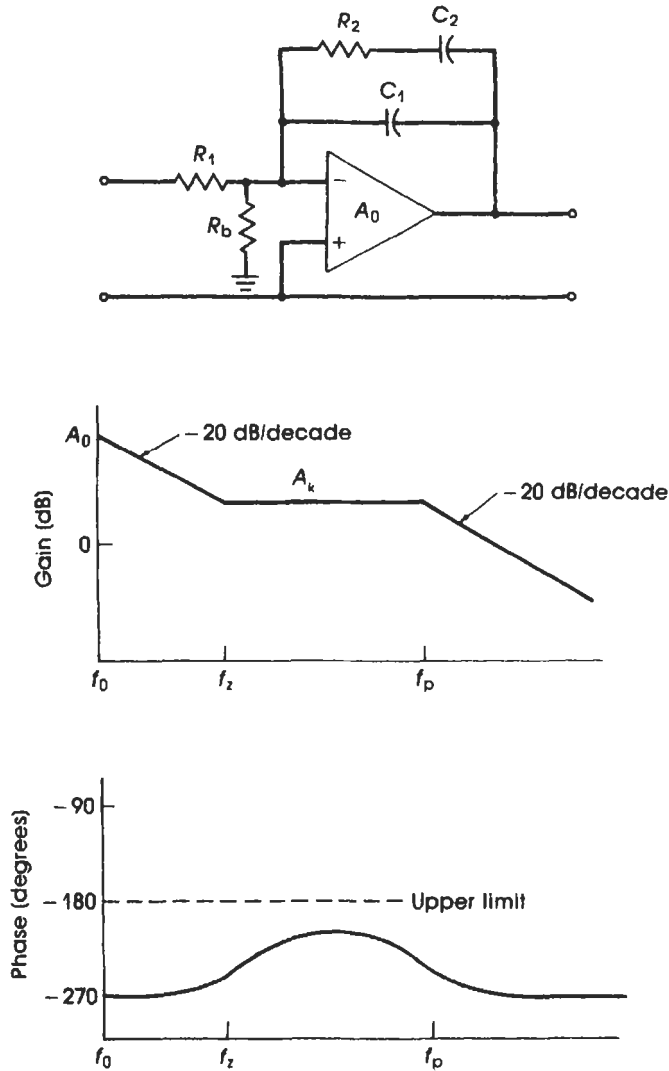 R2
C2
C1
R1
Rb
−
+
A0
A0
−20 dB/decade
Ak
−20 dB/decade
0
Gain (dB)
f0
fz
fp
−90
−180
Upper limit
−270
Phase (degrees)
f0
fz
fp